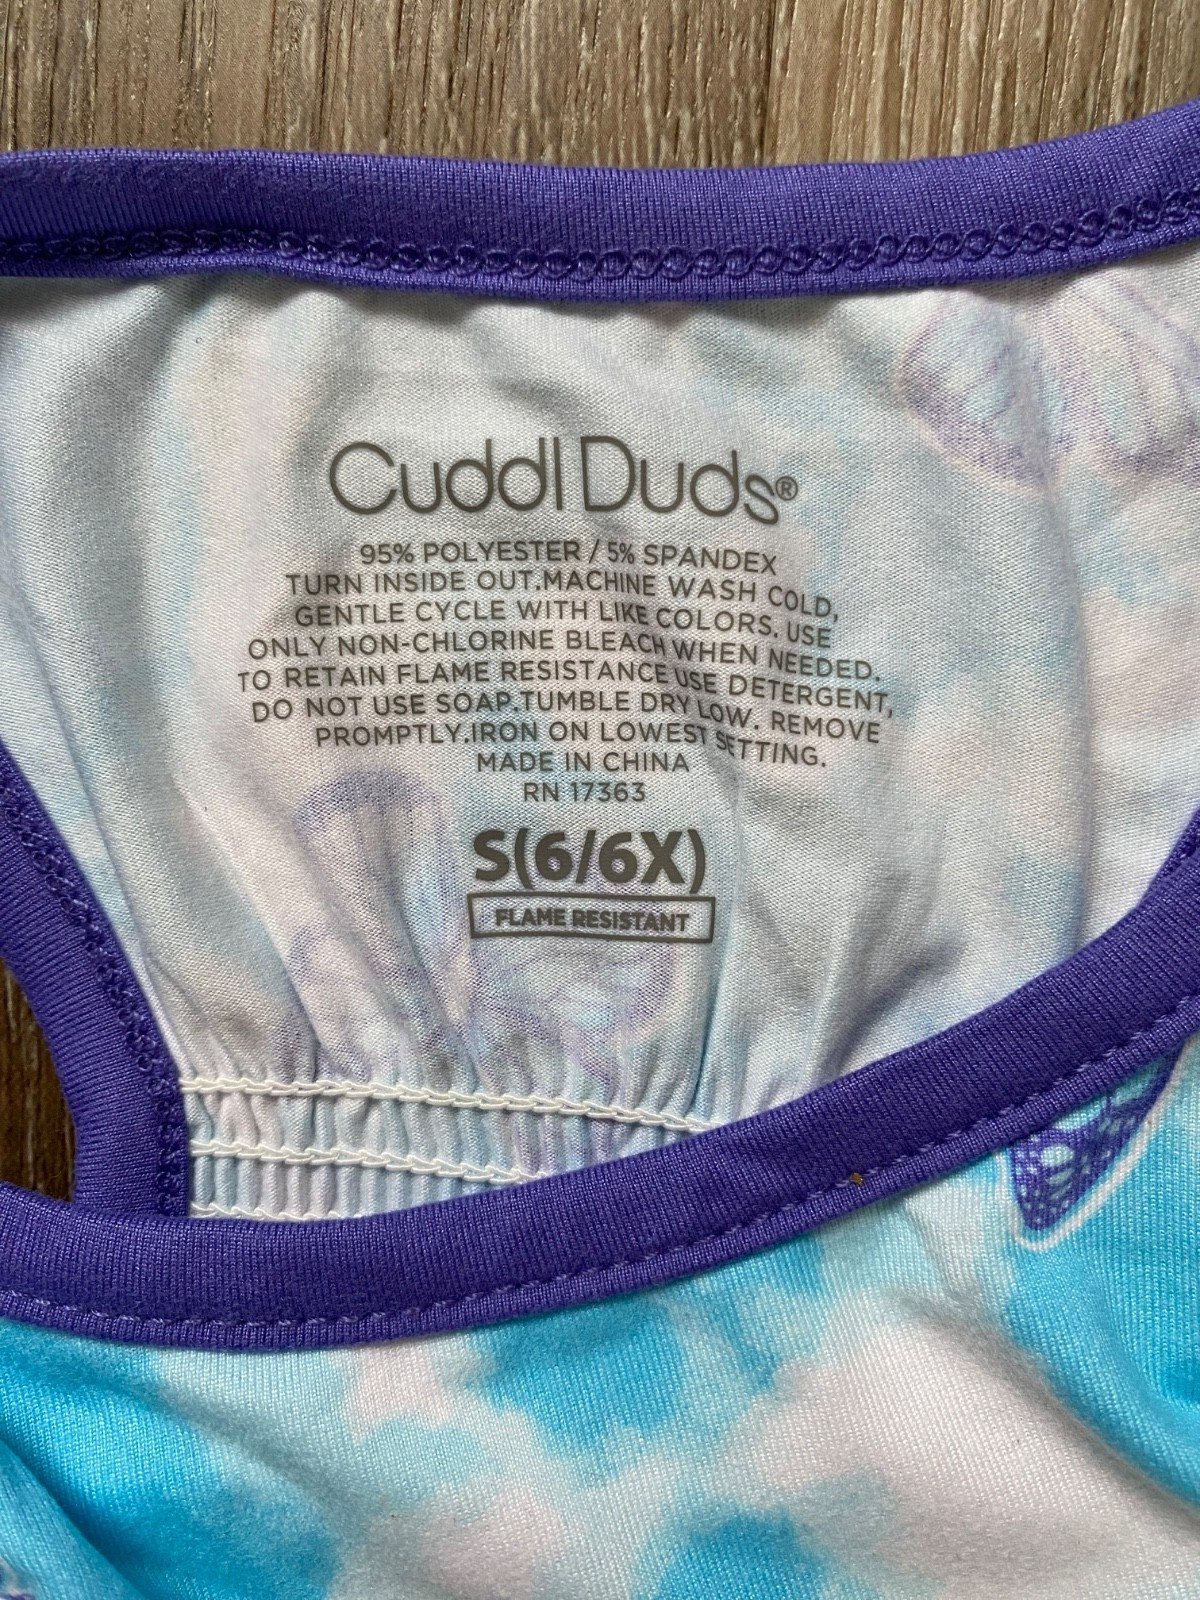 Cuddl Duds®
95% POLYESTER / 5% SPANDEX
TURN INSIDE OUT.MACHINE WASH COLD,
GENTLE CYCLE WITH LIKE COLORS. USE
ONLY NON-CHLORINE BLEACH WHEN NEEDED.
TO RETAIN FLAME RESISTANCE USE DETERGENT,
DO NOT USE SOAP.TUMBLE DRY LOW. REMOVE
PROMPTLY.IRON ON LOWEST SETTING.
MADE IN CHINA
RN 17363
S(6/6X)
FLAME RESISTANT